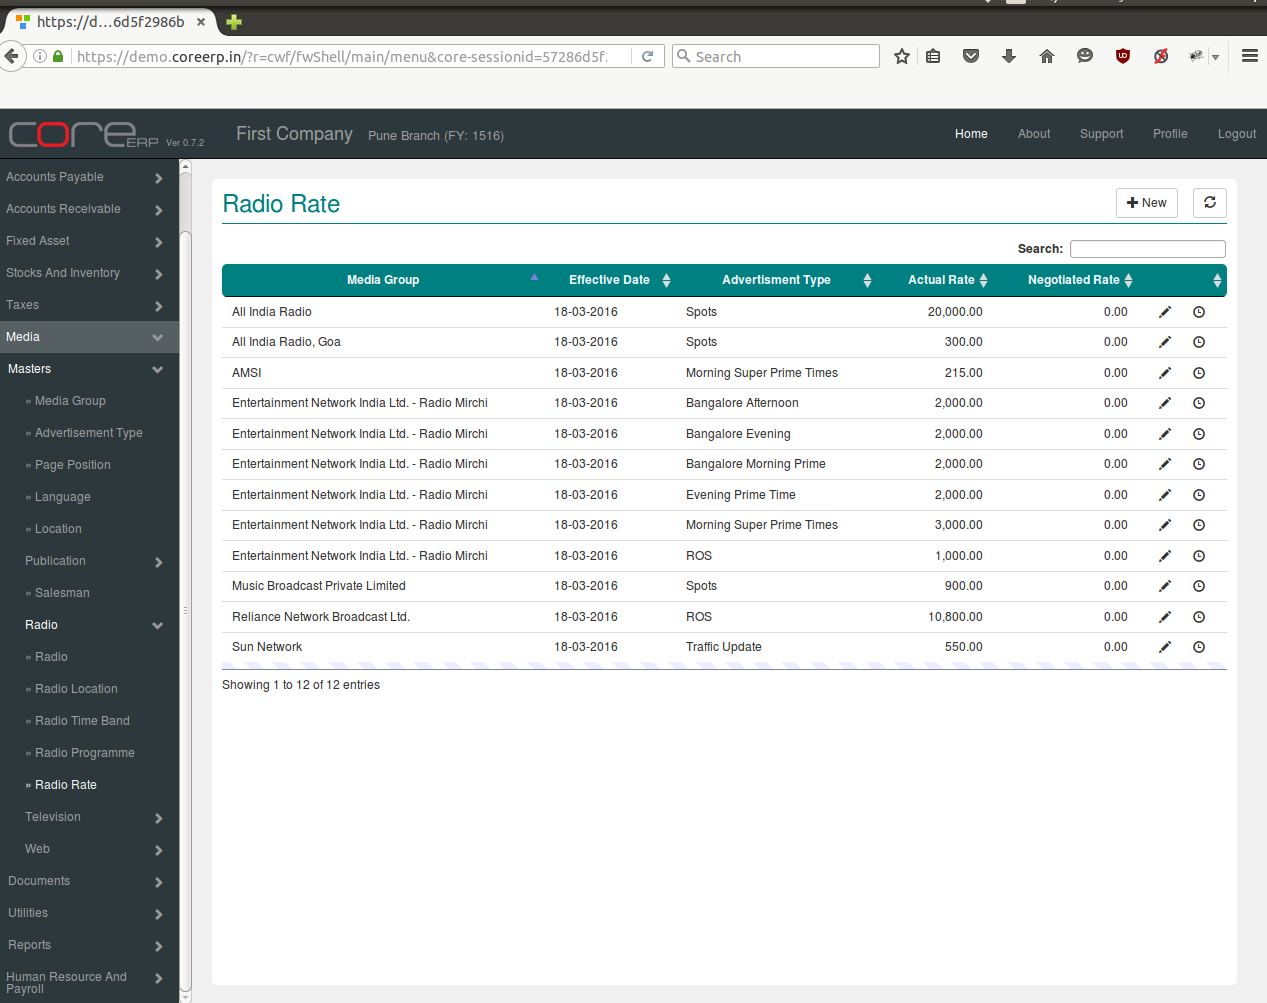 https://d...6d5f2986b
https://demo.coreerp.in/?r=cwf/fwShell/main/menu&core-sessionid=57286d5f
Search
core ERP Ver 0.7.2
First Company Pune Branch (FY: 1516)
Home About Support Profile Logout
Accounts Payable
Accounts Receivable
Fixed Asset
Stocks And Inventory
Taxes
Media
Masters
» Media Group
» Advertisement Type
» Page Position
» Language
» Location
Publication
» Salesman
Radio
» Radio
» Radio Location
» Radio Time Band
» Radio Programme
» Radio Rate
Television
Web
Documents
Utilities
Reports
Human Resource And
Payroll
Radio Rate
New
Search:
Media Group Effective Date Advertisment Type Actual Rate Negotiated Rate
All India Radio 18-03-2016 Spots 20,000.00 0.00
All India Radio, Goa 18-03-2016 Spots 300.00 0.00
AMSI 18-03-2016 Morning Super Prime Times 215.00 0.00
Entertainment Network India Ltd. - Radio Mirchi 18-03-2016 Bangalore Afternoon 2,000.00 0.00
Entertainment Network India Ltd. - Radio Mirchi 18-03-2016 Bangalore Evening 2,000.00 0.00
Entertainment Network India Ltd. - Radio Mirchi 18-03-2016 Bangalore Morning Prime 2,000.00 0.00
Entertainment Network India Ltd. - Radio Mirchi 18-03-2016 Evening Prime Time 2,000.00 0.00
Entertainment Network India Ltd. - Radio Mirchi 18-03-2016 Morning Super Prime Times 3,000.00 0.00
Entertainment Network India Ltd. - Radio Mirchi 18-03-2016 ROS 1,000.00 0.00
Music Broadcast Private Limited 18-03-2016 Spots 900.00 0.00
Reliance Network Broadcast Ltd. 18-03-2016 ROS 10,800.00 0.00
Sun Network 18-03-2016 Traffic Update 550.00 0.00
Showing 1 to 12 of 12 entries